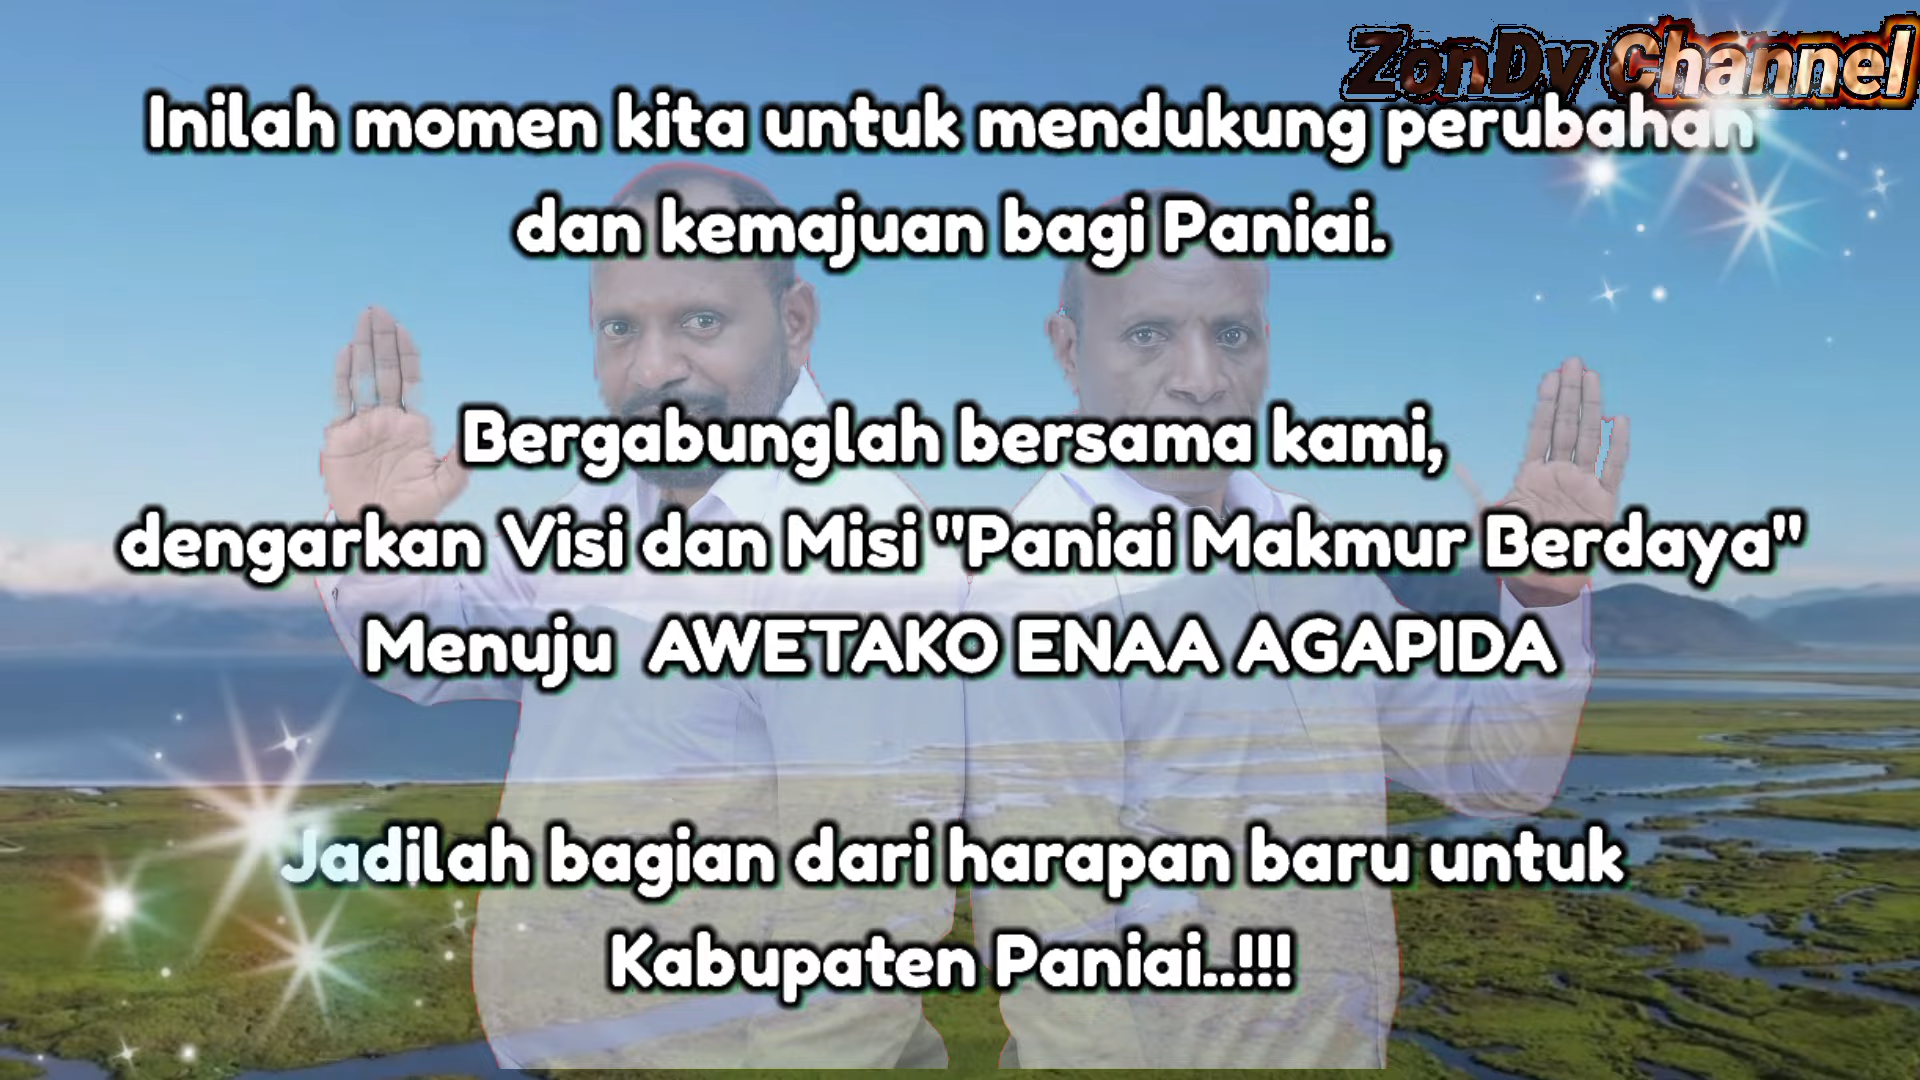 ZonDy Channel
Inilah momen kita untuk mendukung perubahan
dan kemajuan bagi Paniai.
Bergabunglah bersama kami,
dengarkan Visi dan Misi "Paniai Makmur Berdaya"
Menuju AWETAKO ENAA AGAPIDA
Jadilah bagian dari harapan baru untuk
Kabupaten Paniai..!!!